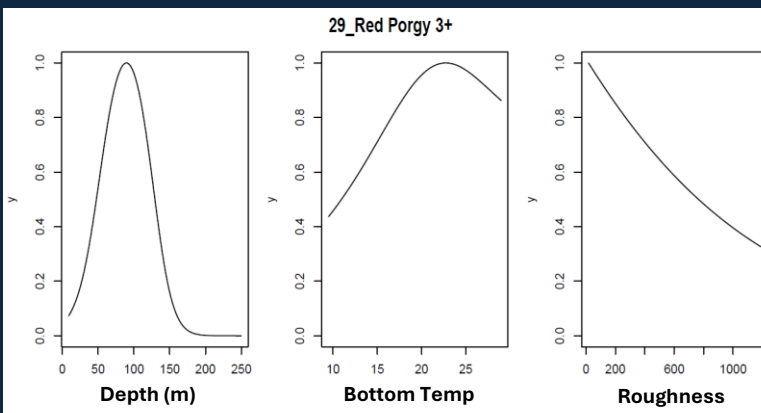 29_Red Porgy 3+
y
0.0 0.2 0.4 0.6 0.8 1.0
0 50 100 150 200 250
Depth (m)
y
0.0 0.2 0.4 0.6 0.8 1.0
10 15 20 25
Bottom Temp
y
0.0 0.2 0.4 0.6 0.8 1.0
0 200 600 1000
Roughness